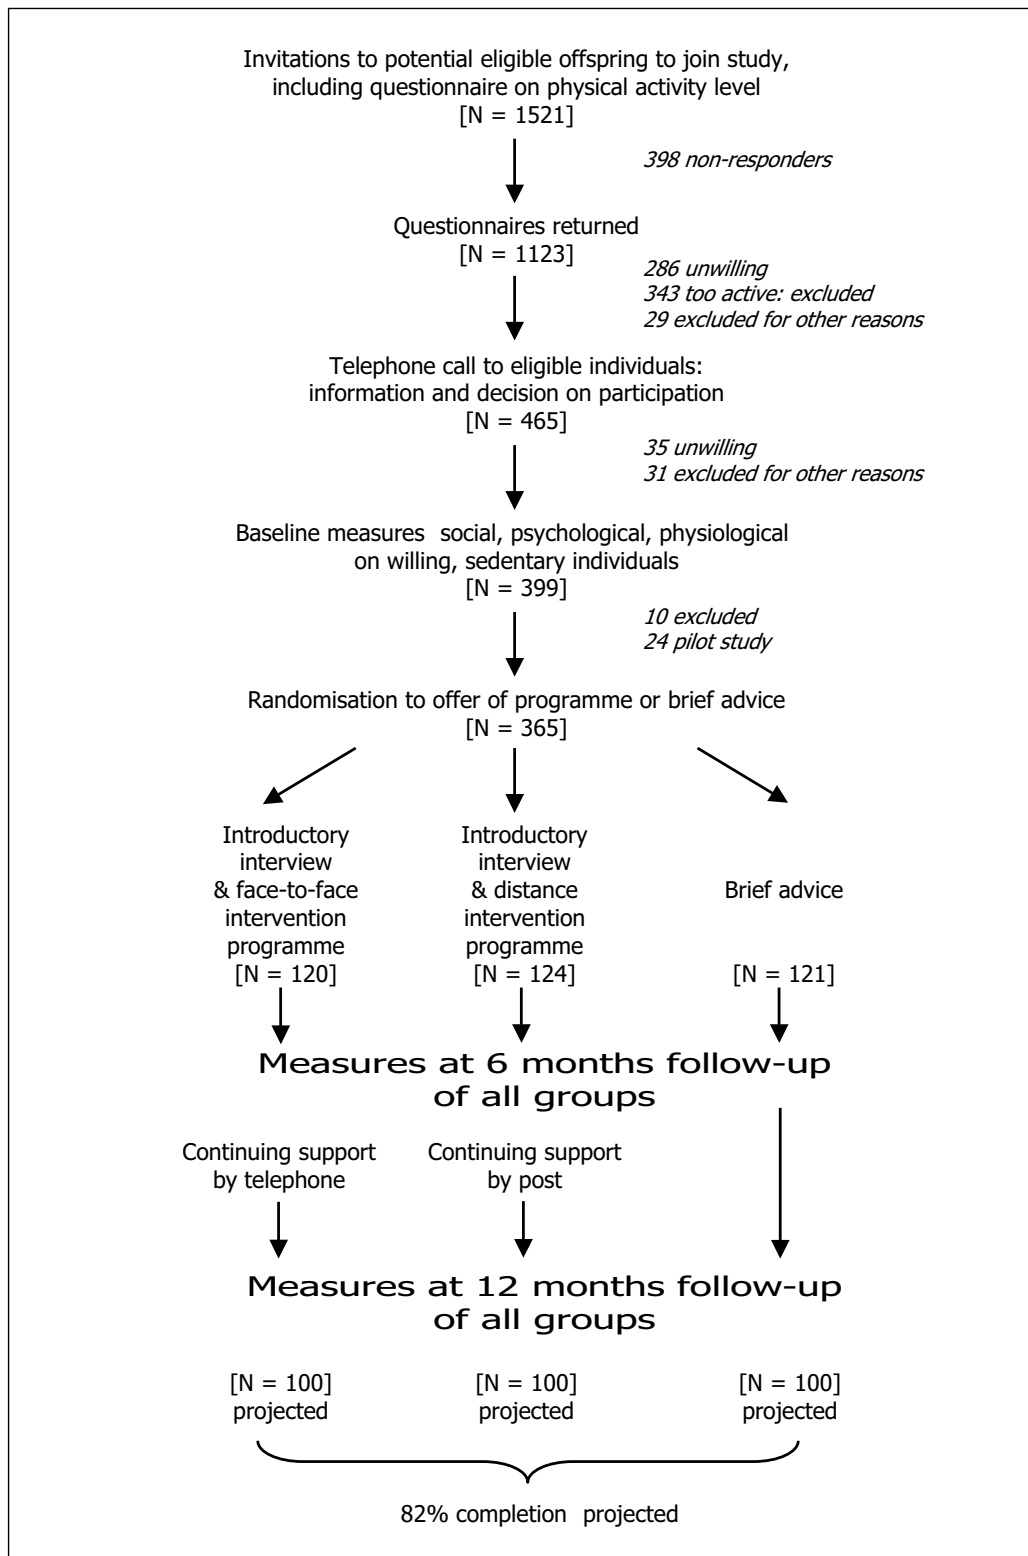 Invitations to potential eligible offspring to join study,
including questionnaire on physical activity level
[N = 1521]
398 non-responders
Questionnaires returned
[N = 1123]
286 unwilling
343 too active: excluded
29 excluded for other reasons
Telephone call to eligible individuals:
information and decision on participation
[N = 465]
35 unwilling
31 excluded for other reasons
Baseline measures  social, psychological, physiological
on willing, sedentary individuals
[N = 399]
10 excluded
24 pilot study
Randomisation to offer of programme or brief advice
[N = 365]
Introductory
interview
& face-to-face
intervention
programme
[N = 120]
Introductory
interview
& distance
intervention
programme
[N = 124]
Brief advice
[N = 121]
Measures at 6 months follow-up
of all groups
Continuing support
by telephone
Continuing support
by post
Measures at 12 months follow-up
of all groups
[N = 100]
projected
[N = 100]
projected
[N = 100]
projected
82% completion  projected